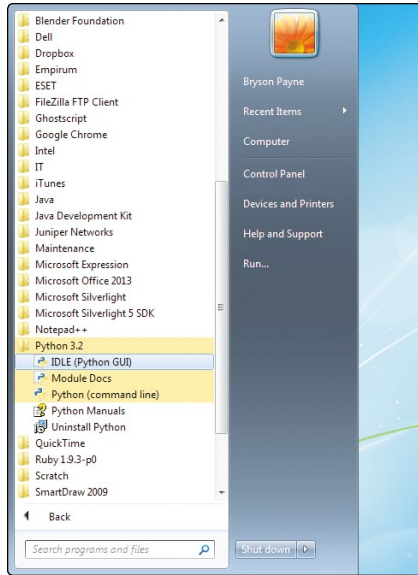 Blender Foundation
Dell
Dropbox
Empirum
ESET
FileZilla FTP Client
Ghostscript
Google Chrome
Intel
IT
iTunes
Java
Java Development Kit
Juniper Networks
Maintenance
Microsoft Expression
Microsoft Office 2013
Microsoft Silverlight
Microsoft Silverlight 5 SDK
Notepad++
Python 3.2
IDLE (Python GUI)
Module Docs
Python (command line)
Python Manuals
Uninstall Python
QuickTime
Ruby 1.9.3-p0
Scratch
SmartDraw 2009
Back
Search programs and files
Bryson Payne
Recent Items
Computer
Control Panel
Devices and Printers
Help and Support
Run...
Shut down